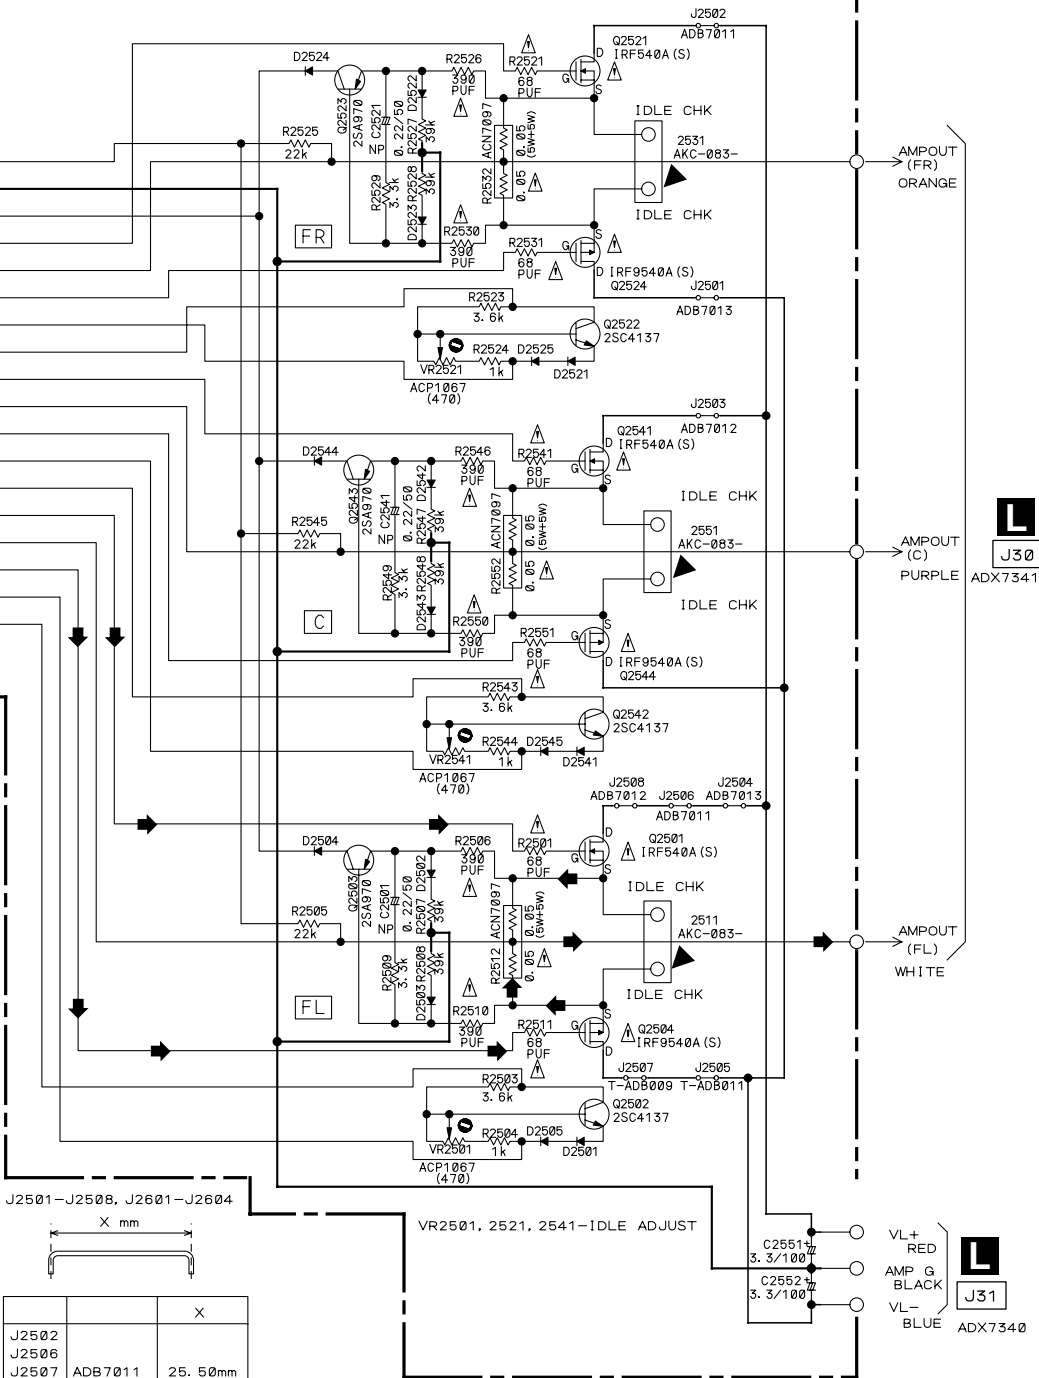 J2502
ADB7011
Q2521
IRF540A(S)
D
G
S
D2524
Q2523
2SA970
C2521
0.22/50
NP
D2522
R2527
39k
R2526
390
PUF
R2521
68
PUF
ACN7097
0.05
(5W+5W)
IDLE CHK
2531
AKC-083-
IDLE CHK
R2525
22k
AMPOUT
(FR)
ORANGE
R2529
3.3k
R2528
39k
D2523
R2532
0.05
FR
R2530
390
PUF
R2531
68
PUF
S
G
D
IRF9540A(S)
Q2524
J2501
ADB7013
R2523
3.6k
Q2522
2SC4137
VR2521
R2524
1k
D2525
D2521
ACP1067
(470)
J2503
ADB7012
Q2541
IRF540A(S)
D
G
S
D2544
Q2543
2SA970
C2541
0.22/50
NP
D2542
R2547
39k
R2546
390
PUF
R2541
68
PUF
ACN7097
0.05
(5W+5W)
IDLE CHK
2551
AKC-083-
IDLE CHK
R2545
22k
AMPOUT
(C)
PURPLE
L
J30
ADX7341
R2549
3.3k
R2548
39k
D2543
R2552
0.05
C
R2550
390
PUF
R2551
68
PUF
S
G
D
IRF9540A(S)
Q2544
R2543
3.6k
Q2542
2SC4137
VR2541
R2544
1k
D2545
D2541
ACP1067
(470)
J2508
ADB7012
J2506
ADB7011
J2504
ADB7013
Q2501
IRF540A(S)
D
G
S
D2504
Q2503
2SA970
C2501
0.22/50
NP
D2502
R2507
39k
R2506
390
PUF
R2501
68
PUF
ACN7097
0.05
(5W+5W)
IDLE CHK
2511
AKC-083-
IDLE CHK
R2505
22k
AMPOUT
(FL)
WHITE
R2509
3.3k
R2508
39k
D2503
R2512
0.05
FL
R2510
390
PUF
R2511
68
PUF
S
G
D
Q2504
IRF9540A(S)
J2507
T-ADB009
J2505
T-ADB011
R2503
3.6k
Q2502
2SC4137
VR2501
R2504
1k
D2505
D2501
ACP1067
(470)
J2501-J2508, J2601-J2604
X mm
VR2501, 2521, 2541-IDLE ADJUST
C2551+
3.3/100
C2552+
3.3/100
VL+
RED
AMP G
BLACK
VL-
BLUE
L
J31
ADX7340
X
J2502
J2506
J2507 ADB7011 25.50mm